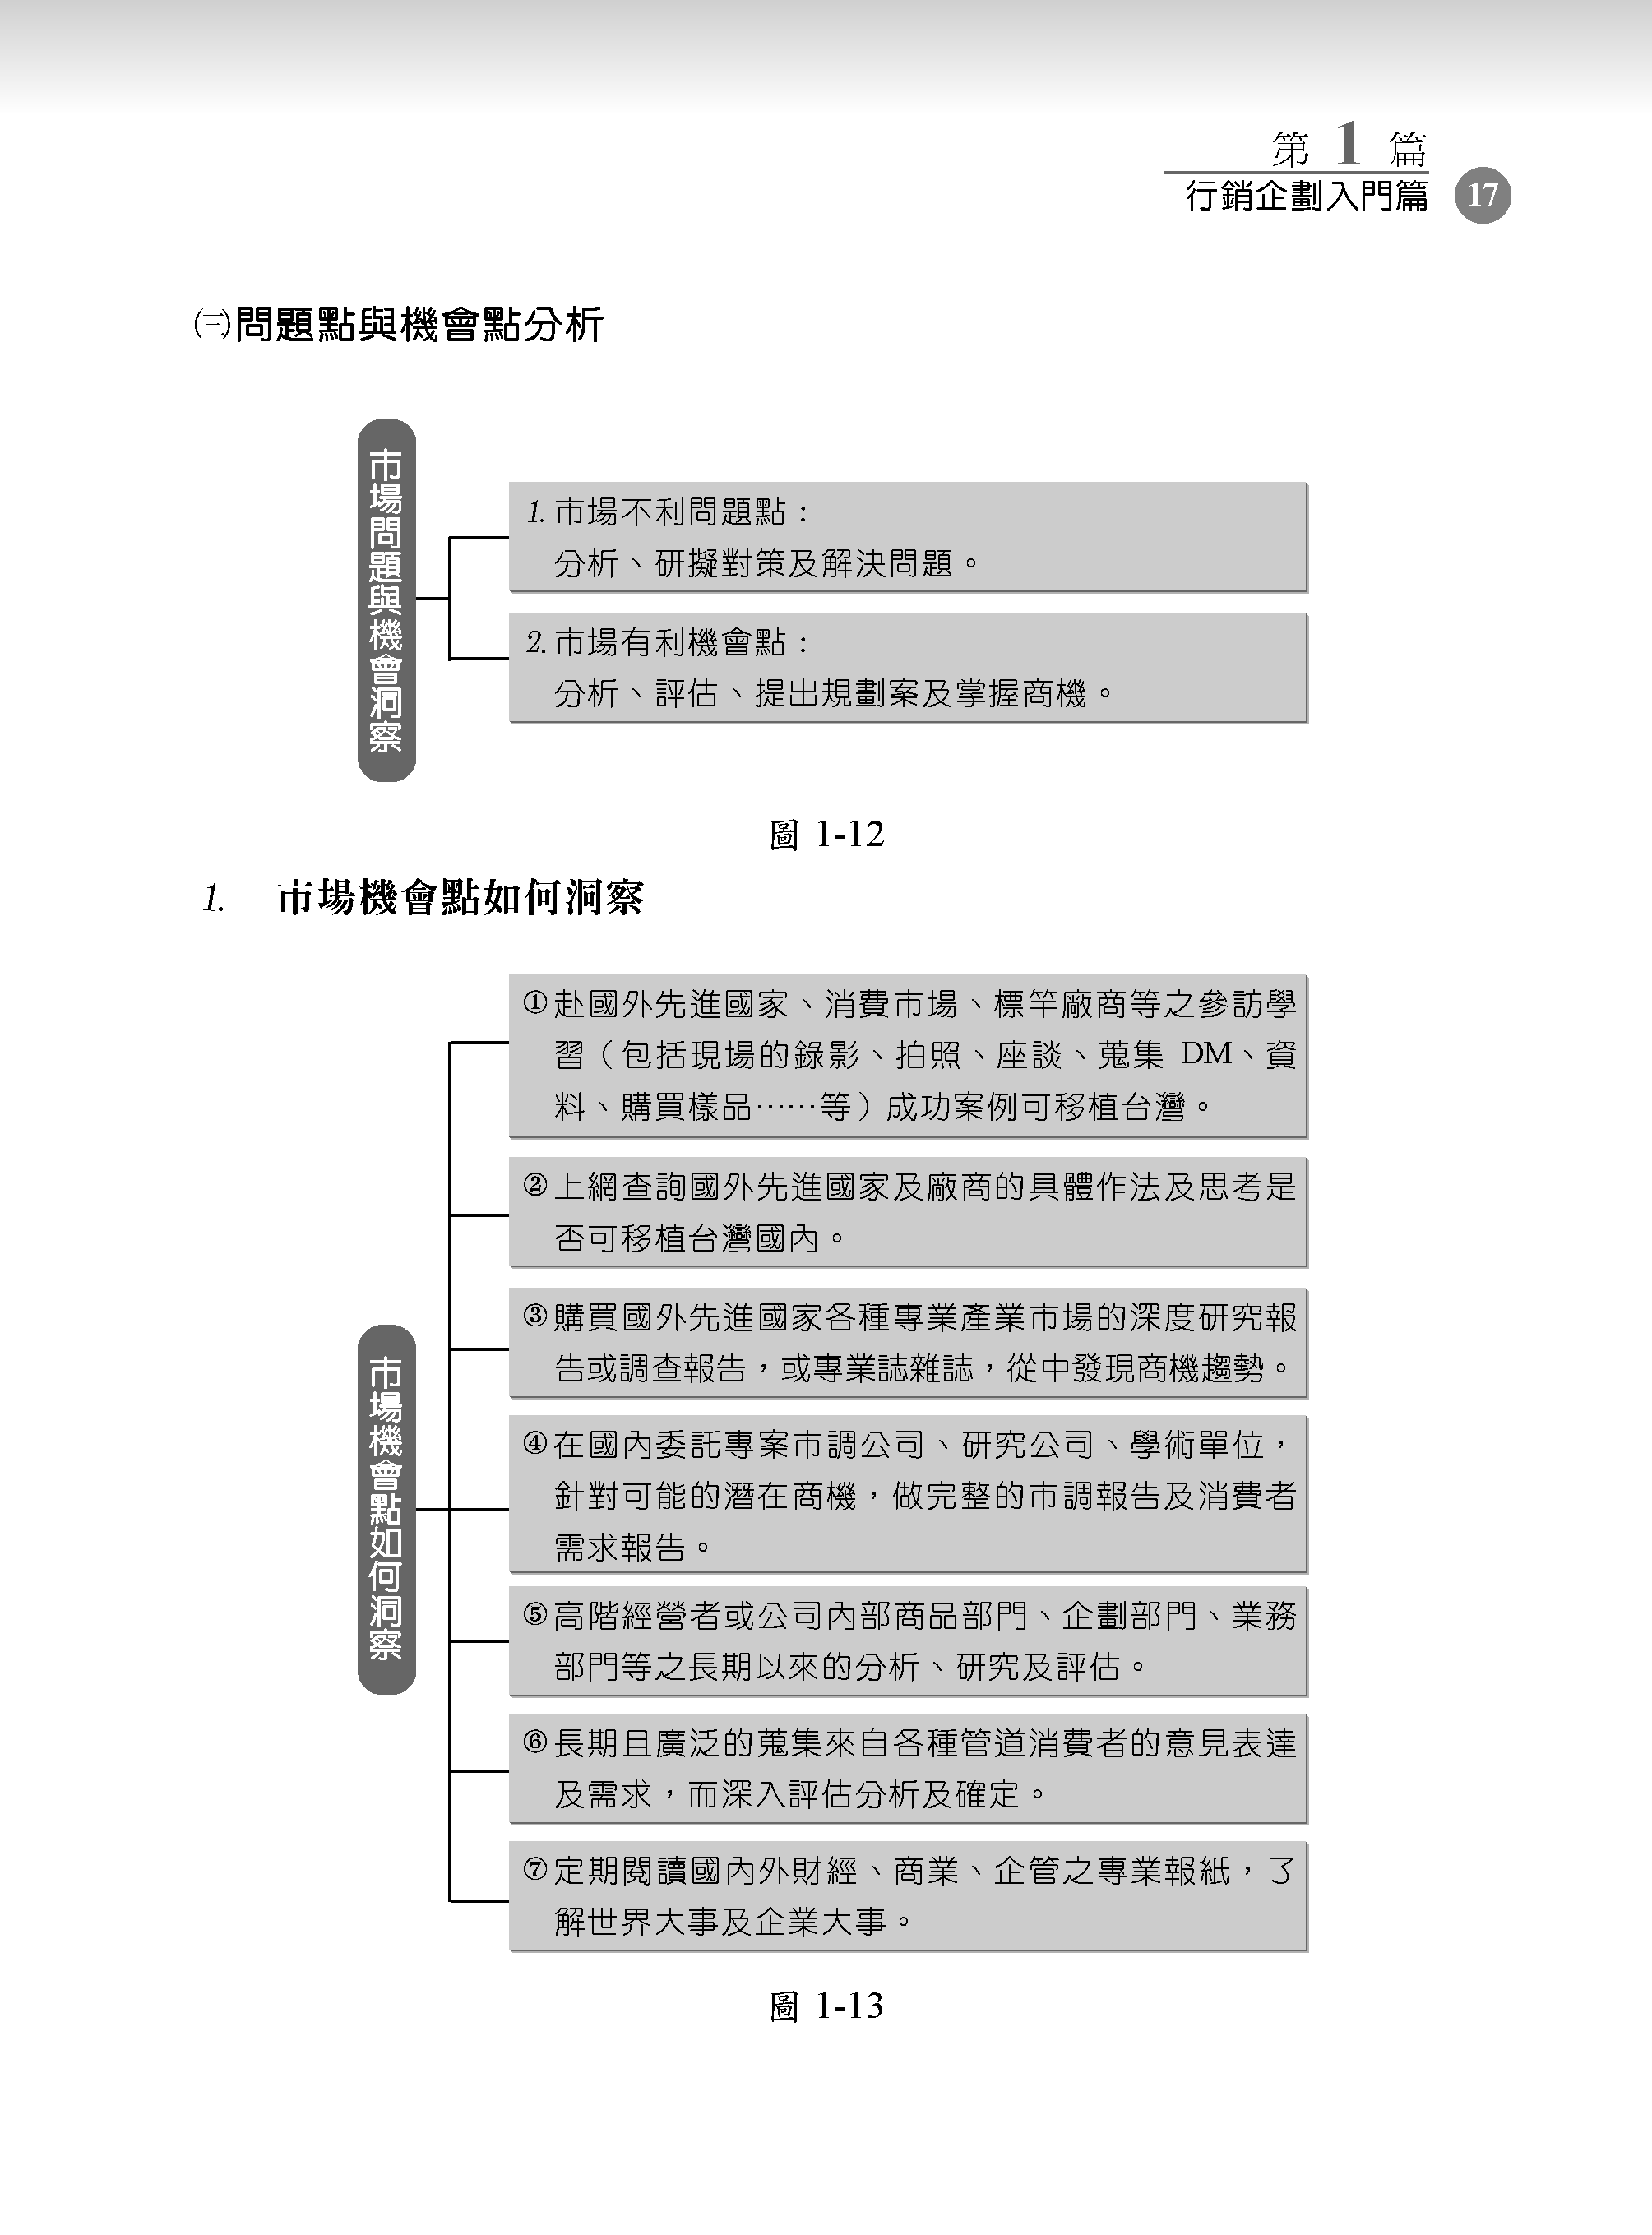 第 1 篇
行銷企劃入門篇 17
㈢問題點與機會點分析
市場問題與機會洞察
1. 市場不利問題點：
分析、研擬對策及解決問題。
2. 市場有利機會點：
分析、評估、提出規劃案及掌握商機。
圖 1-12
1. 市場機會點如何洞察
市場機會點如何洞察
①赴國外先進國家、消費市場、標竿廠商等之參訪學
習（包括現場的錄影、拍照、座談、蒐集 DM、資
料、購買樣品……等）成功案例可移植台灣。
②上網查詢國外先進國家及廠商的具體作法及思考是
否可移植台灣國內。
③購買國外先進國家各種專業產業市場的深度研究報
告或調查報告，或專業誌雜誌，從中發現商機趨勢。
④在國內委託專案市調公司、研究公司、學術單位，
針對可能的潛在商機，做完整的市調報告及消費者
需求報告。
⑤高階經營者或公司內部商品部門、企劃部門、業務
部門等之長期以來的分析、研究及評估。
⑥長期且廣泛的蒐集來自各種管道消費者的意見表達
及需求，而深入評估分析及確定。
⑦定期閱讀國內外財經、商業、企管之專業報紙，了
解世界大事及企業大事。
圖 1-13